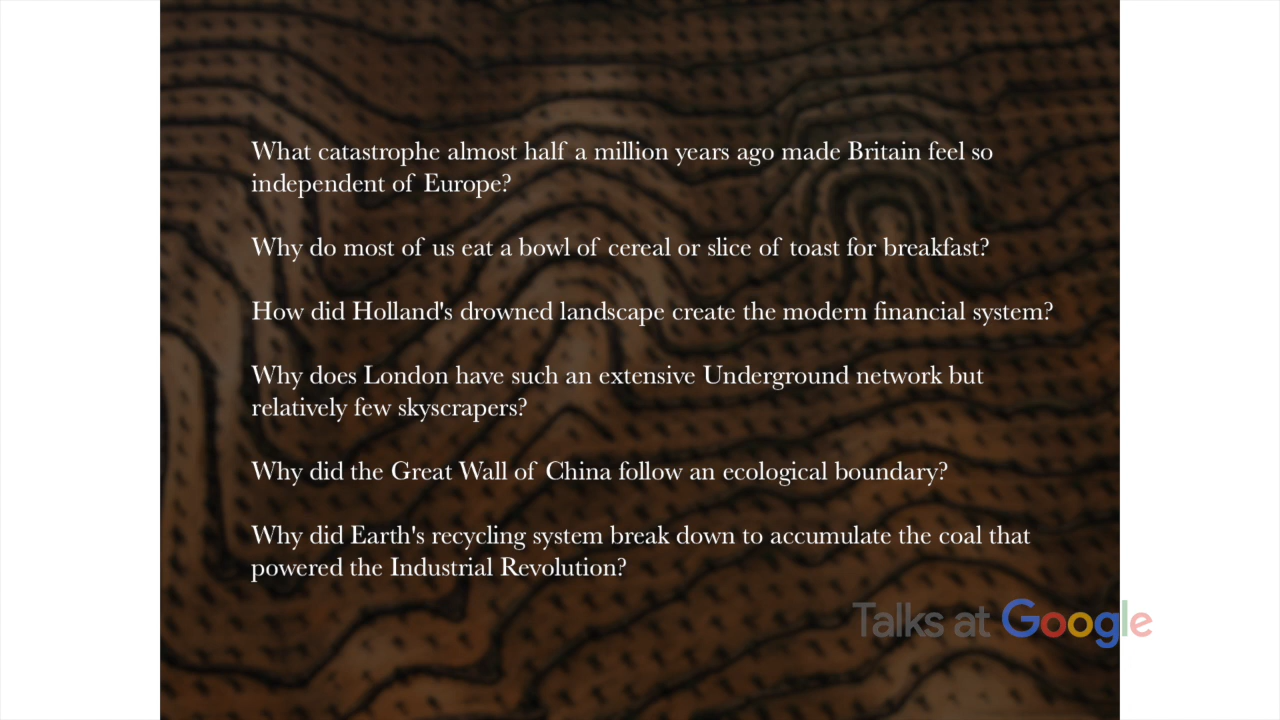 What catastrophe almost half a million years ago made Britain feel so
independent of Europe?
Why do most of us eat a bowl of cereal or slice of toast for breakfast?
How did Holland's drowned landscape create the modern financial system?
Why does London have such an extensive Underground network but
relatively few skyscrapers?
Why did the Great Wall of China follow an ecological boundary?
Why did Earth's recycling system break down to accumulate the coal that
powered the Industrial Revolution?
Talks at Google